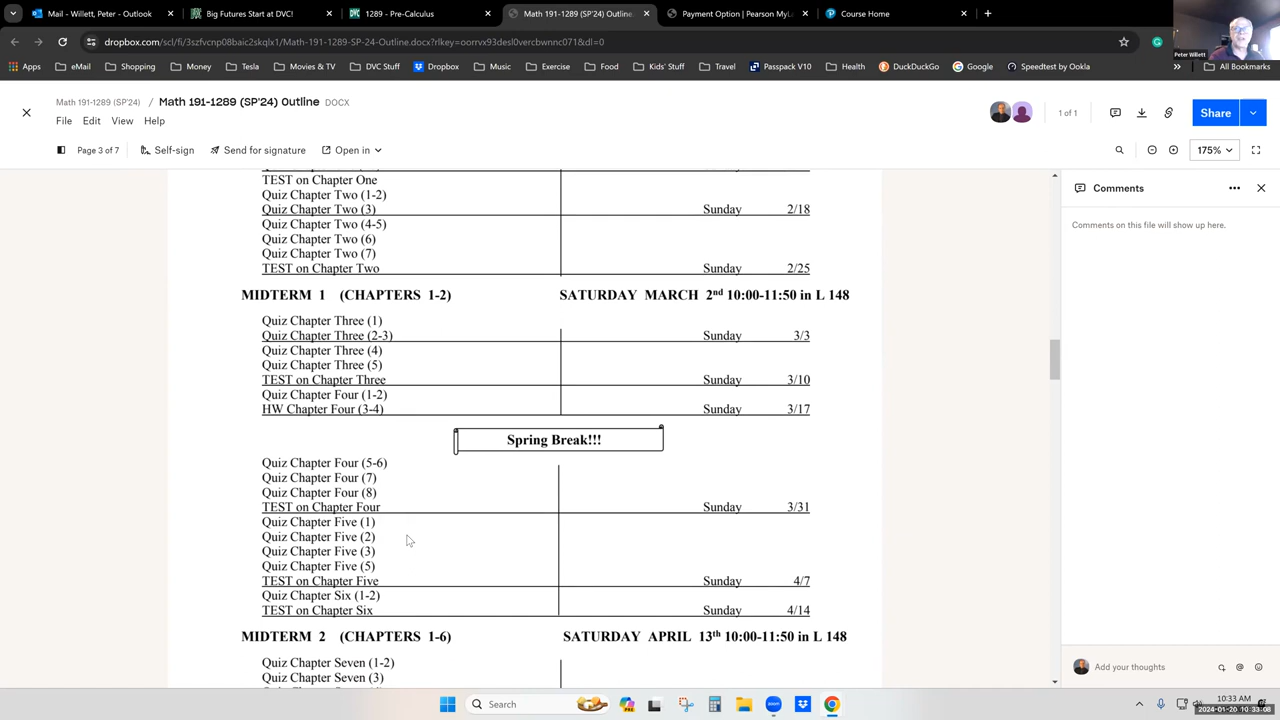 Mail - Willett, Peter - Outlook
Big Futures Start at DVC!
1289 - Pre-Calculus
Math 191-1289 (SP'24) Outline.
Payment Option | Pearson MyLa
Course Home
Peter Willett
dropbox.com/scl/fi/3szfvcnp08baic2skqlx1/Math-191-1289-SP-24-Outline.docx?rlkey=oorrvx93desl0vercbwnnc071&dl=0
Apps
eMail
Shopping
Money
Tesla
Movies & TV
DVC Stuff
Dropbox
Music
Exercise
Food
Kids' Stuff
Travel
Passpack V10
Health
DuckDuckGo
Google
Speedtest by Ookla
All Bookmarks
Math 191-1289 (SP'24) / Math 191-1289 (SP'24) Outline DOCX
File Edit View Help
1 of 1
Share
Page 3 of 7
Self-sign
Send for signature
Open in
175%
Comments
Comments on this file will show up here.
TEST on Chapter One
Quiz Chapter Two (1-2)
Quiz Chapter Two (3) Sunday 2/18
Quiz Chapter Two (4-5)
Quiz Chapter Two (6)
Quiz Chapter Two (7)
TEST on Chapter Two Sunday 2/25
MIDTERM 1 (CHAPTERS 1-2) SATURDAY MARCH 2nd 10:00-11:50 in L 148
Quiz Chapter Three (1)
Quiz Chapter Three (2-3) Sunday 3/3
Quiz Chapter Three (4)
Quiz Chapter Three (5)
TEST on Chapter Three Sunday 3/10
Quiz Chapter Four (1-2)
HW Chapter Four (3-4) Sunday 3/17
Spring Break!!!
Quiz Chapter Four (5-6)
Quiz Chapter Four (7)
Quiz Chapter Four (8)
TEST on Chapter Four Sunday 3/31
Quiz Chapter Five (1)
Quiz Chapter Five (2)
Quiz Chapter Five (3)
Quiz Chapter Five (5)
TEST on Chapter Five Sunday 4/7
Quiz Chapter Six (1-2)
TEST on Chapter Six Sunday 4/14
MIDTERM 2 (CHAPTERS 1-6) SATURDAY APRIL 13th 10:00-11:50 in L 148
Quiz Chapter Seven (1-2)
Quiz Chapter Seven (3)
Add your thoughts
Search
10:33 AM
2024-01-20 10:33:08